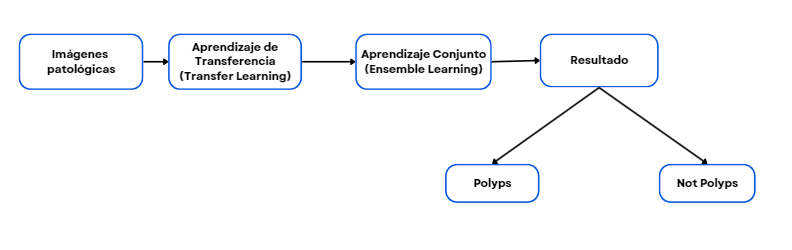 Imágenes
patológicas
Aprendizaje de
Transferencia
(Transfer Learning)
Aprendizaje Conjunto
(Ensemble Learning)
Resultado
Polyps
Not Polyps